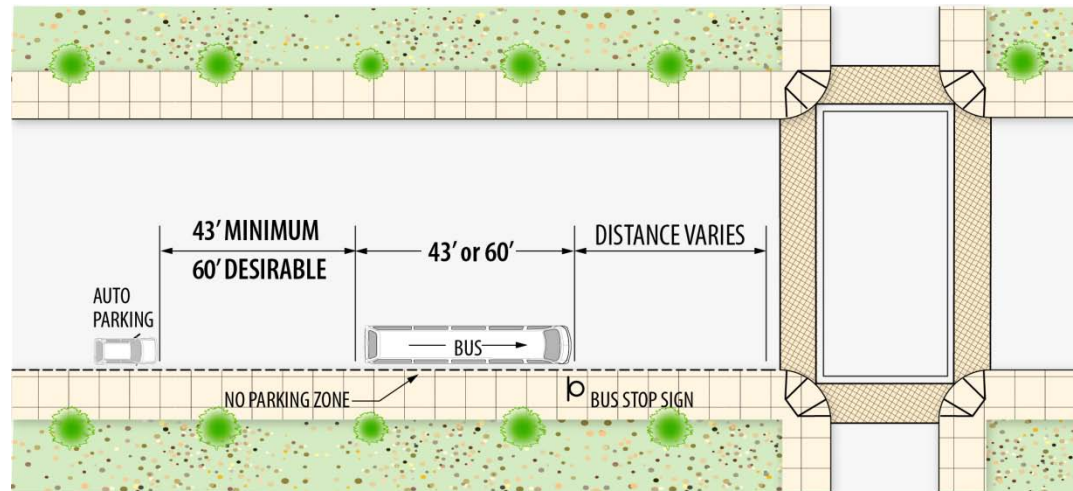 43’ MINIMUM
60’ DESIRABLE
43’ or 60’
DISTANCE VARIES
AUTO
PARKING
BUS
NO PARKING ZONE
BUS STOP SIGN